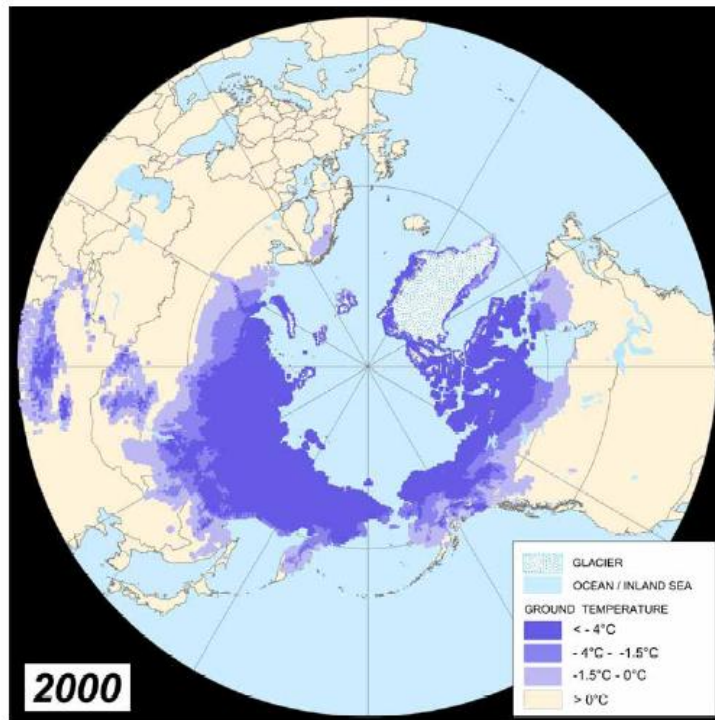 GLACIER
OCEAN / INLAND SEA
GROUND TEMPERATURE
< - 4°C
- 4°C - -1.5°C
-1.5°C - 0°C
> 0°C
2000